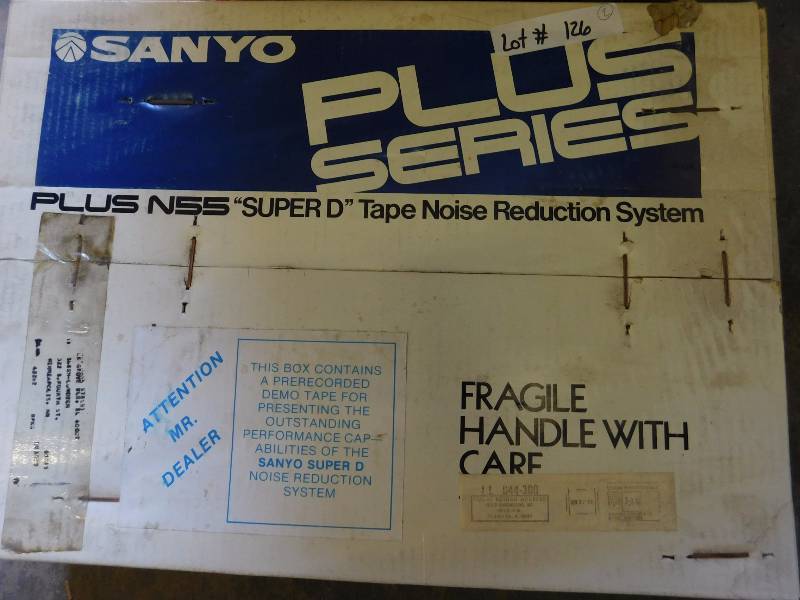 SANYO
Lot # 126
PLUS
SERIES
PLUS N55 "SUPER D" Tape Noise Reduction System
ATTENTION
MR.
DEALER
THIS BOX CONTAINS
A PRERECORDED
DEMO TAPE FOR
PRESENTING THE
OUTSTANDING
PERFORMANCE CAP-
ABILITIES OF THE
SANYO SUPER D
NOISE REDUCTION
SYSTEM
FRAGILE
HANDLE WITH
CARE
MINNEAPOLIS, MN